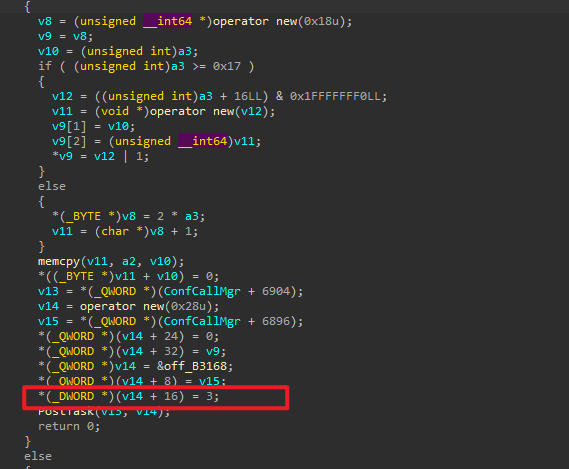 {
v8 = (unsigned __int64 *)operator new(0x18u);
v9 = v8;
v10 = (unsigned int)a3;
if ( (unsigned int)a3 >= 0x17 )
{
v12 = ((unsigned int)a3 + 16LL) & 0x1FFFFFFF0LL;
v11 = (void *)operator new(v12);
v9[1] = v10;
v9[2] = (unsigned __int64)v11;
*v9 = v12 | 1;
}
else
{
*(_BYTE *)v8 = 2 * a3;
v11 = (char *)v8 + 1;
}
memcpy(v11, a2, v10);
*((_BYTE *)v11 + v10) = 0;
v13 = *(_QWORD *)(ConfCallMgr + 6904);
v14 = operator new(0x28u);
v15 = *(_QWORD *)(ConfCallMgr + 6896);
*(_QWORD *)(v14 + 24) = 0;
*(_QWORD *)(v14 + 32) = v9;
*(_QWORD *)v14 = &off_B3168;
*(_QWORD *)(v14 + 8) = v15;
*(_DWORD *)(v14 + 16) = 3;
PostTask(v13, v14);
return 0;
}
else